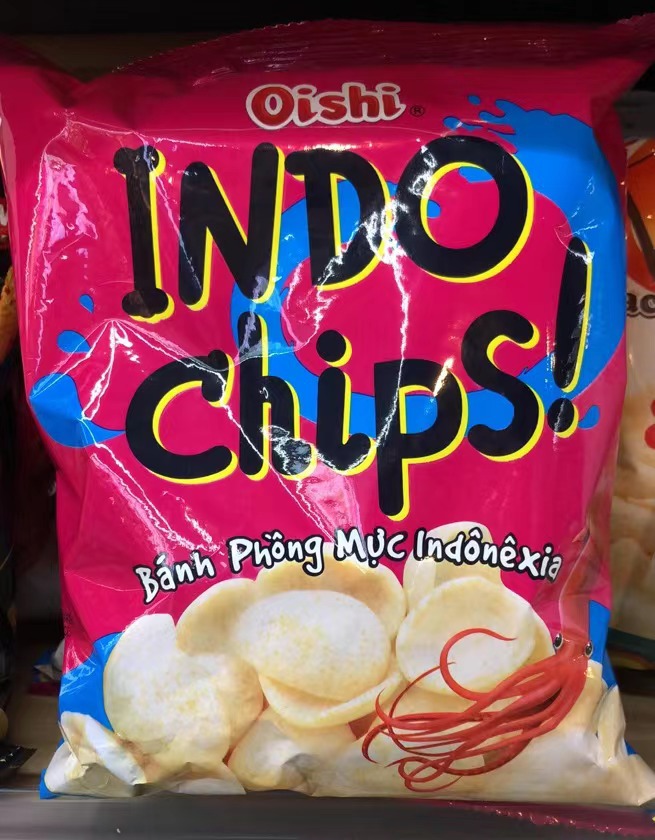 Oishi ®
INDO
chips!
Bánh Phồng Mực Indônêxia